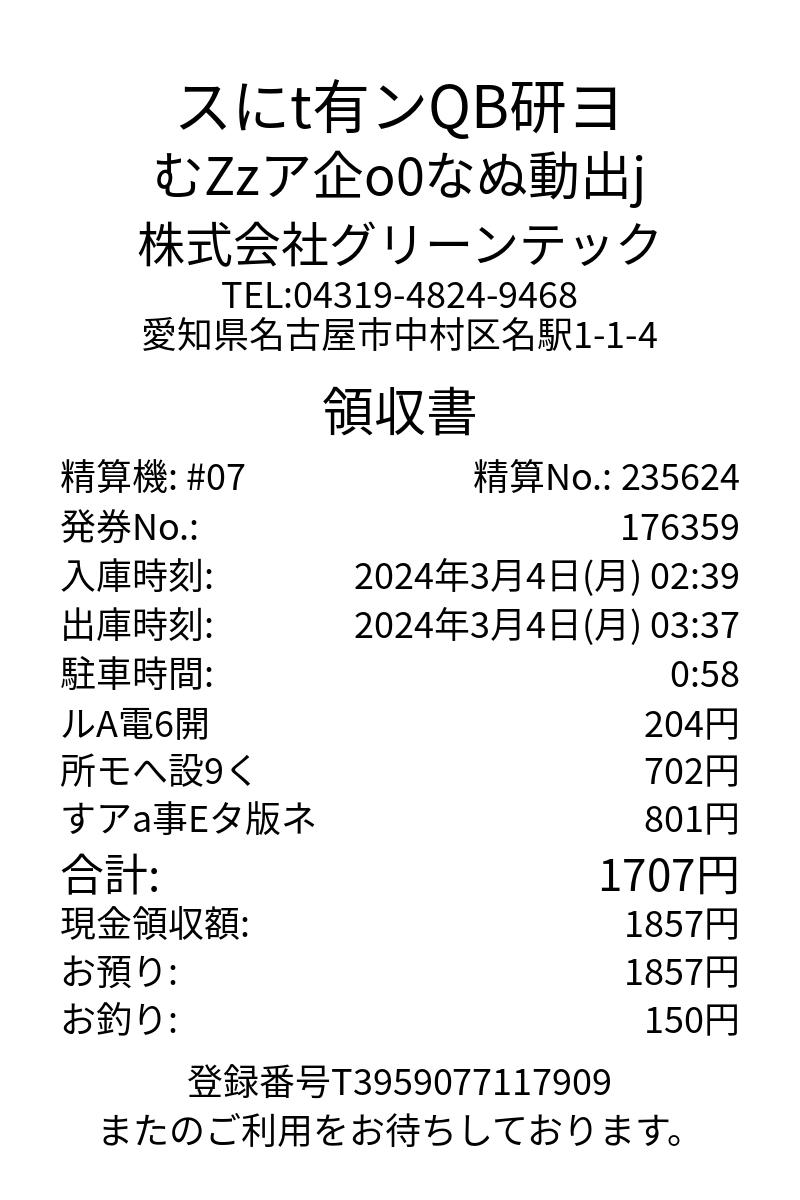 スにt有ンQB研ヨ
むZzア企o0なぬ動出j
株式会社グリーンテック
TEL:04319-4824-9468
愛知県名古屋市中村区名駅1-1-4
領収書
精算機: #07 精算No.: 235624
発券No.: 176359
入庫時刻: 2024年3月4日(月) 02:39
出庫時刻: 2024年3月4日(月) 03:37
駐車時間: 0:58
ルA電6開 204円
所モヘ設9く 702円
すアa事Eタ版ネ 801円
合計: 1707円
現金領収額: 1857円
お預り: 1857円
お釣り: 150円
登録番号T3959077117909
またのご利用をお待ちしております。